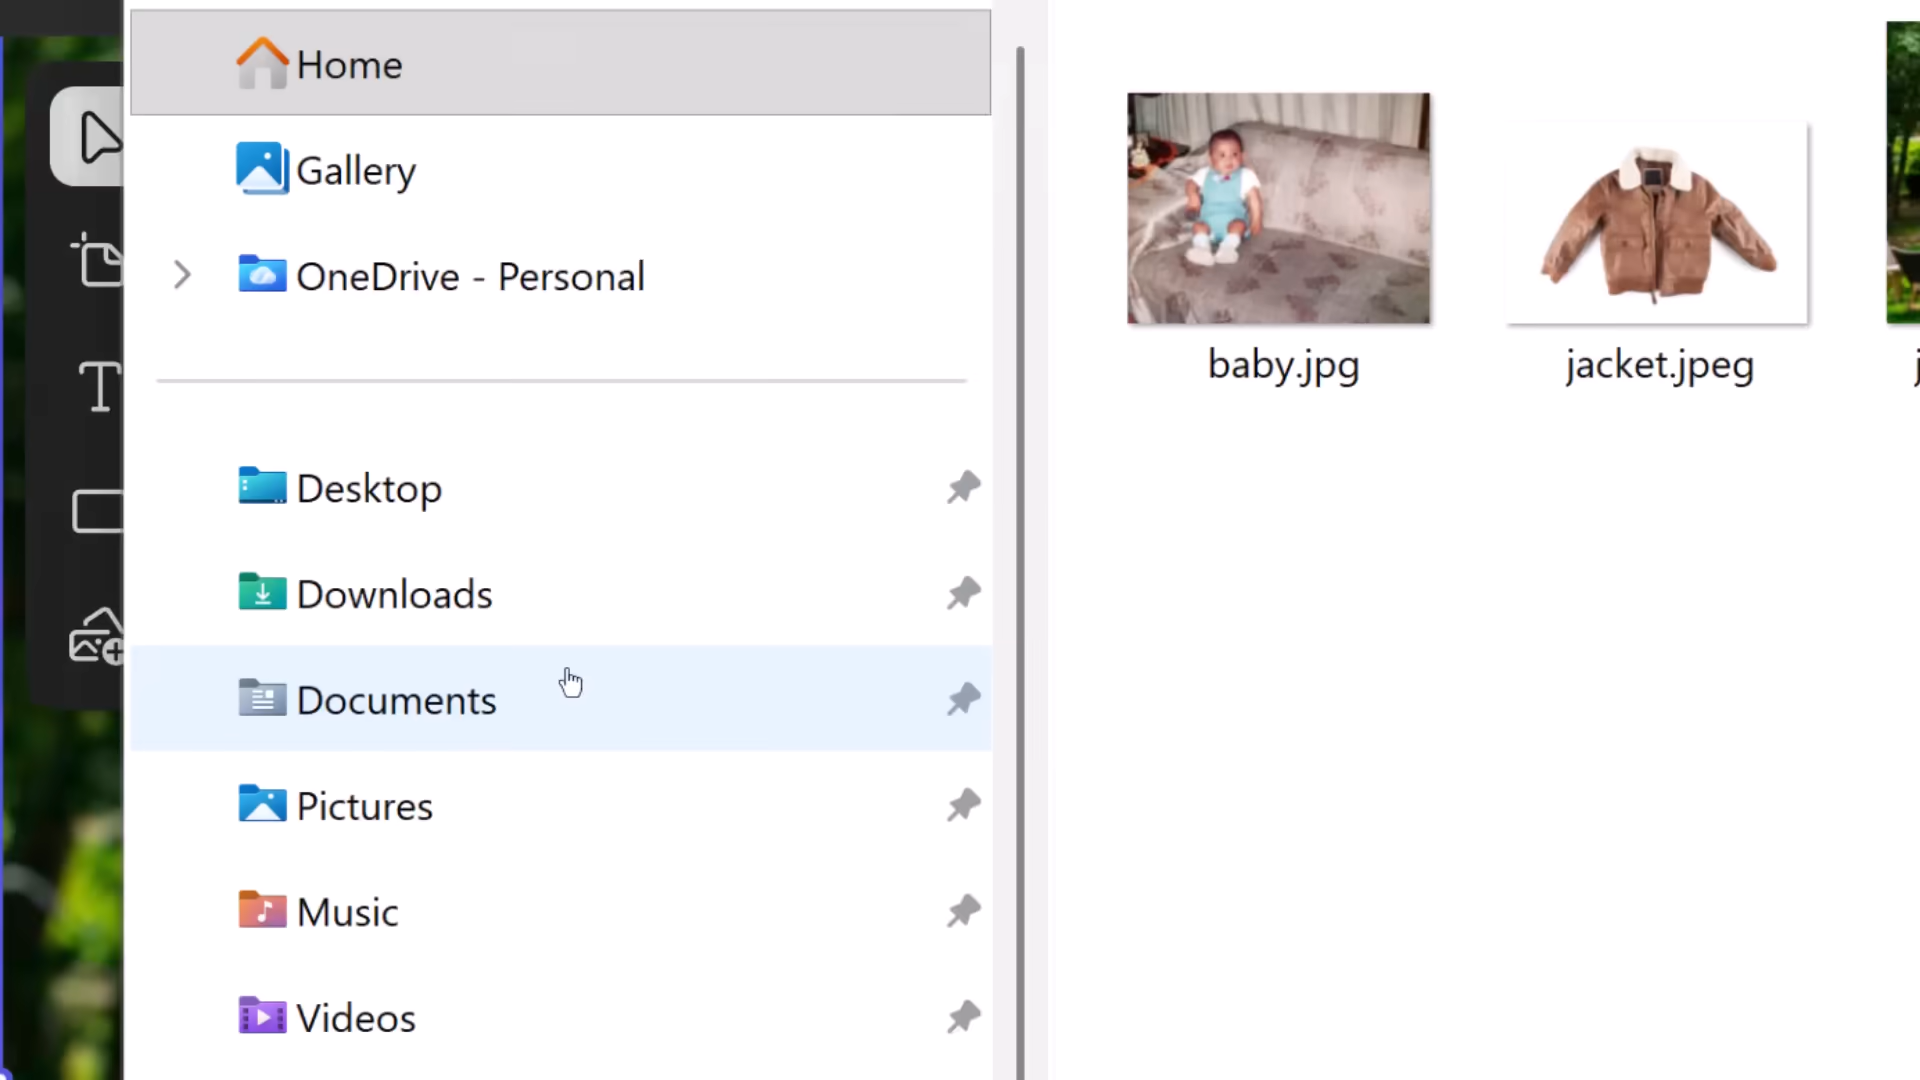 Home
Gallery
OneDrive - Personal
Desktop
Downloads
Documents
Pictures
Music
Videos
baby.jpg
jacket.jpeg